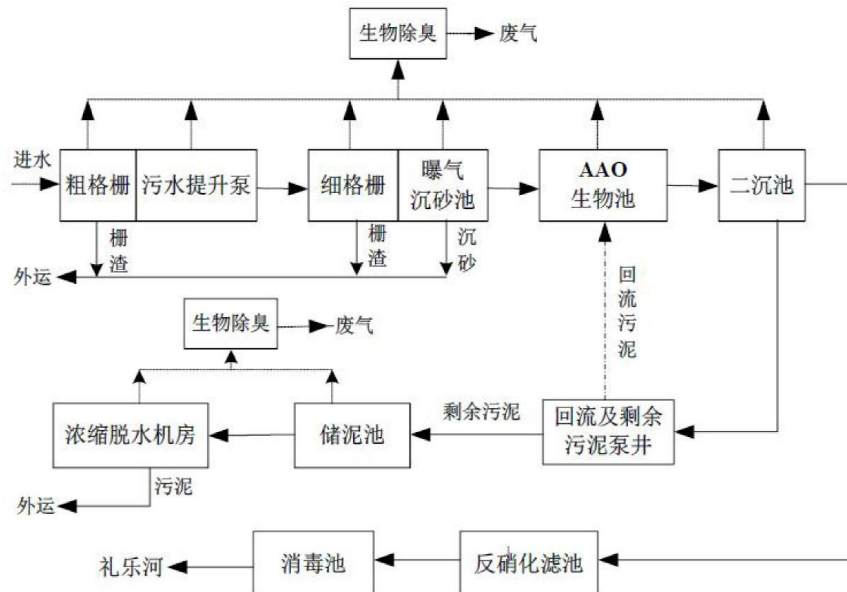 生物除臭
废气
进水
粗格栅
污水提升泵
细格栅
曝气
沉砂池
AAO
生物池
二沉池
栅渣
栅渣
沉砂
外运
回流污泥
生物除臭
废气
浓缩脱水机房
储泥池
剩余污泥
回流及剩余
污泥泵井
污泥
外运
礼乐河
消毒池
反硝化滤池